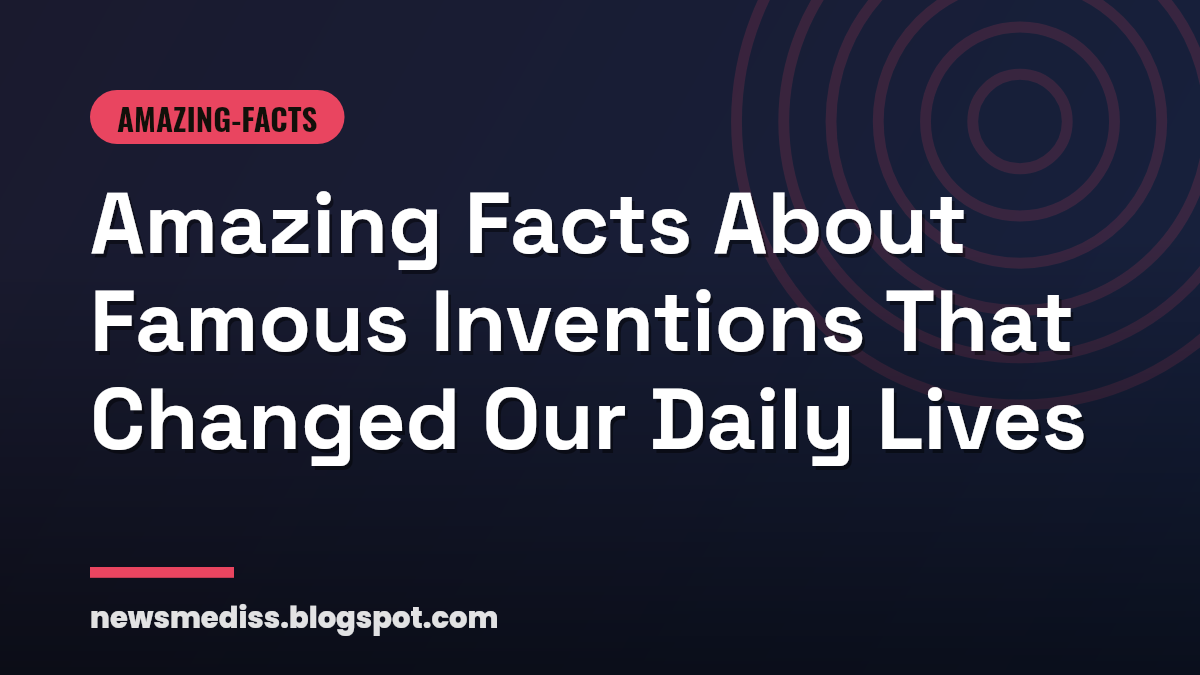 AMAZING-FACTS
Amazing Facts About
Famous Inventions That
Changed Our Daily Lives
newsmediss.blogspot.com